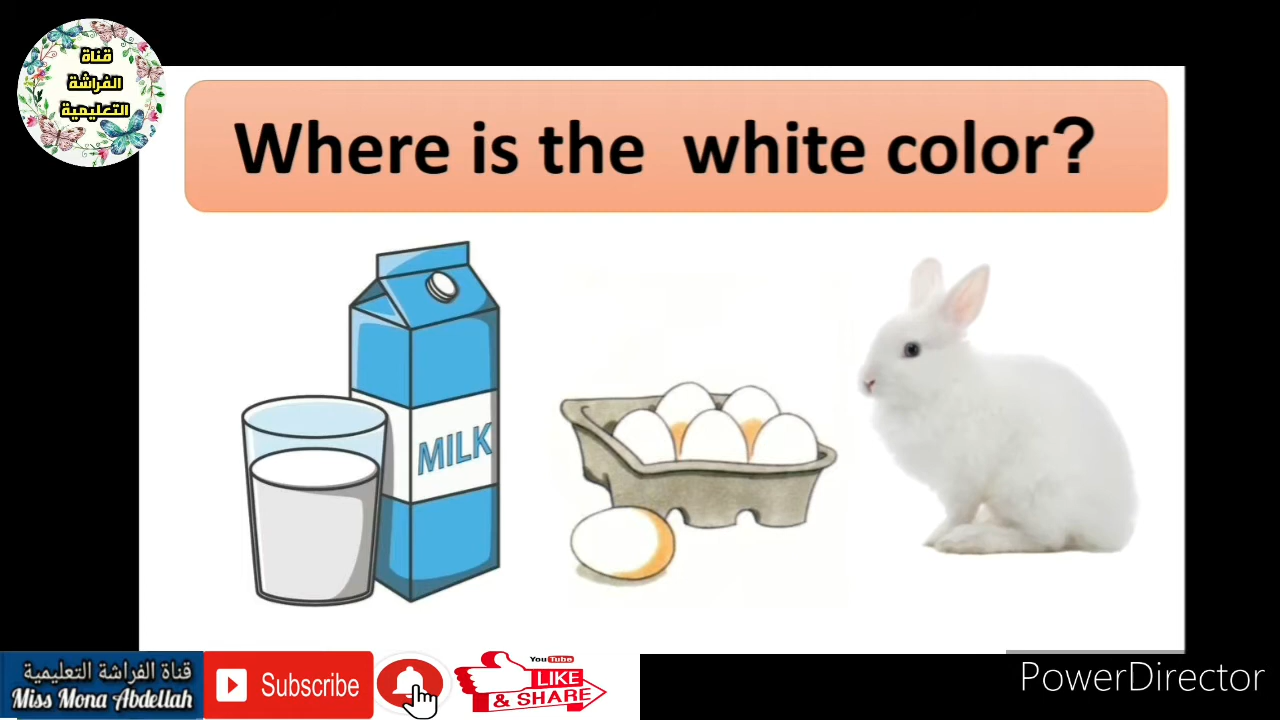 قناة
الفراشة
التعليمية
Where is the white color?
MILK
قناة الفراشة التعليمية
Miss Mona Abdellah
Subscribe
YouTube
LIKE
& SHARE
PowerDirector